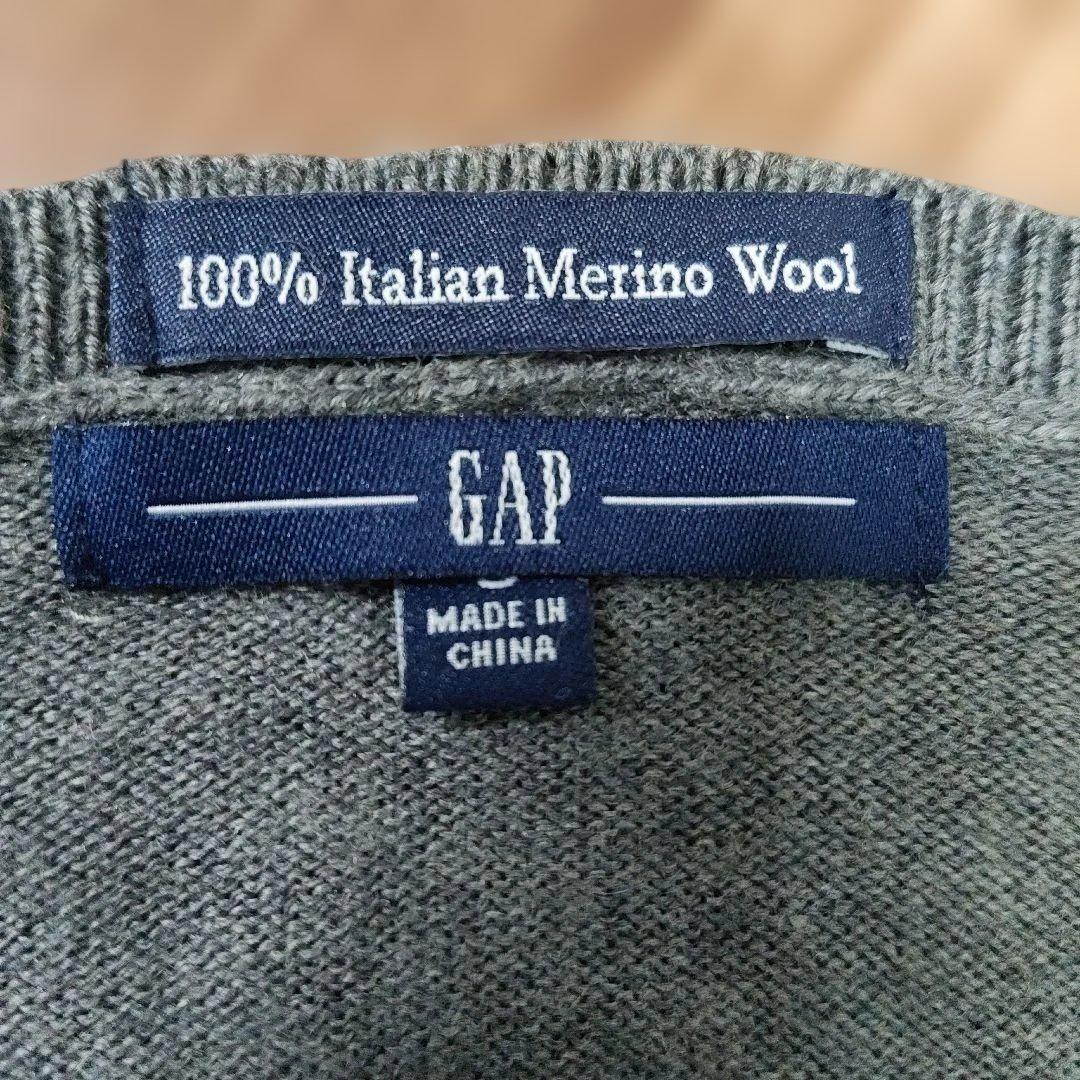 100% Italian Merino Wool
GAP
MADE IN
CHINA